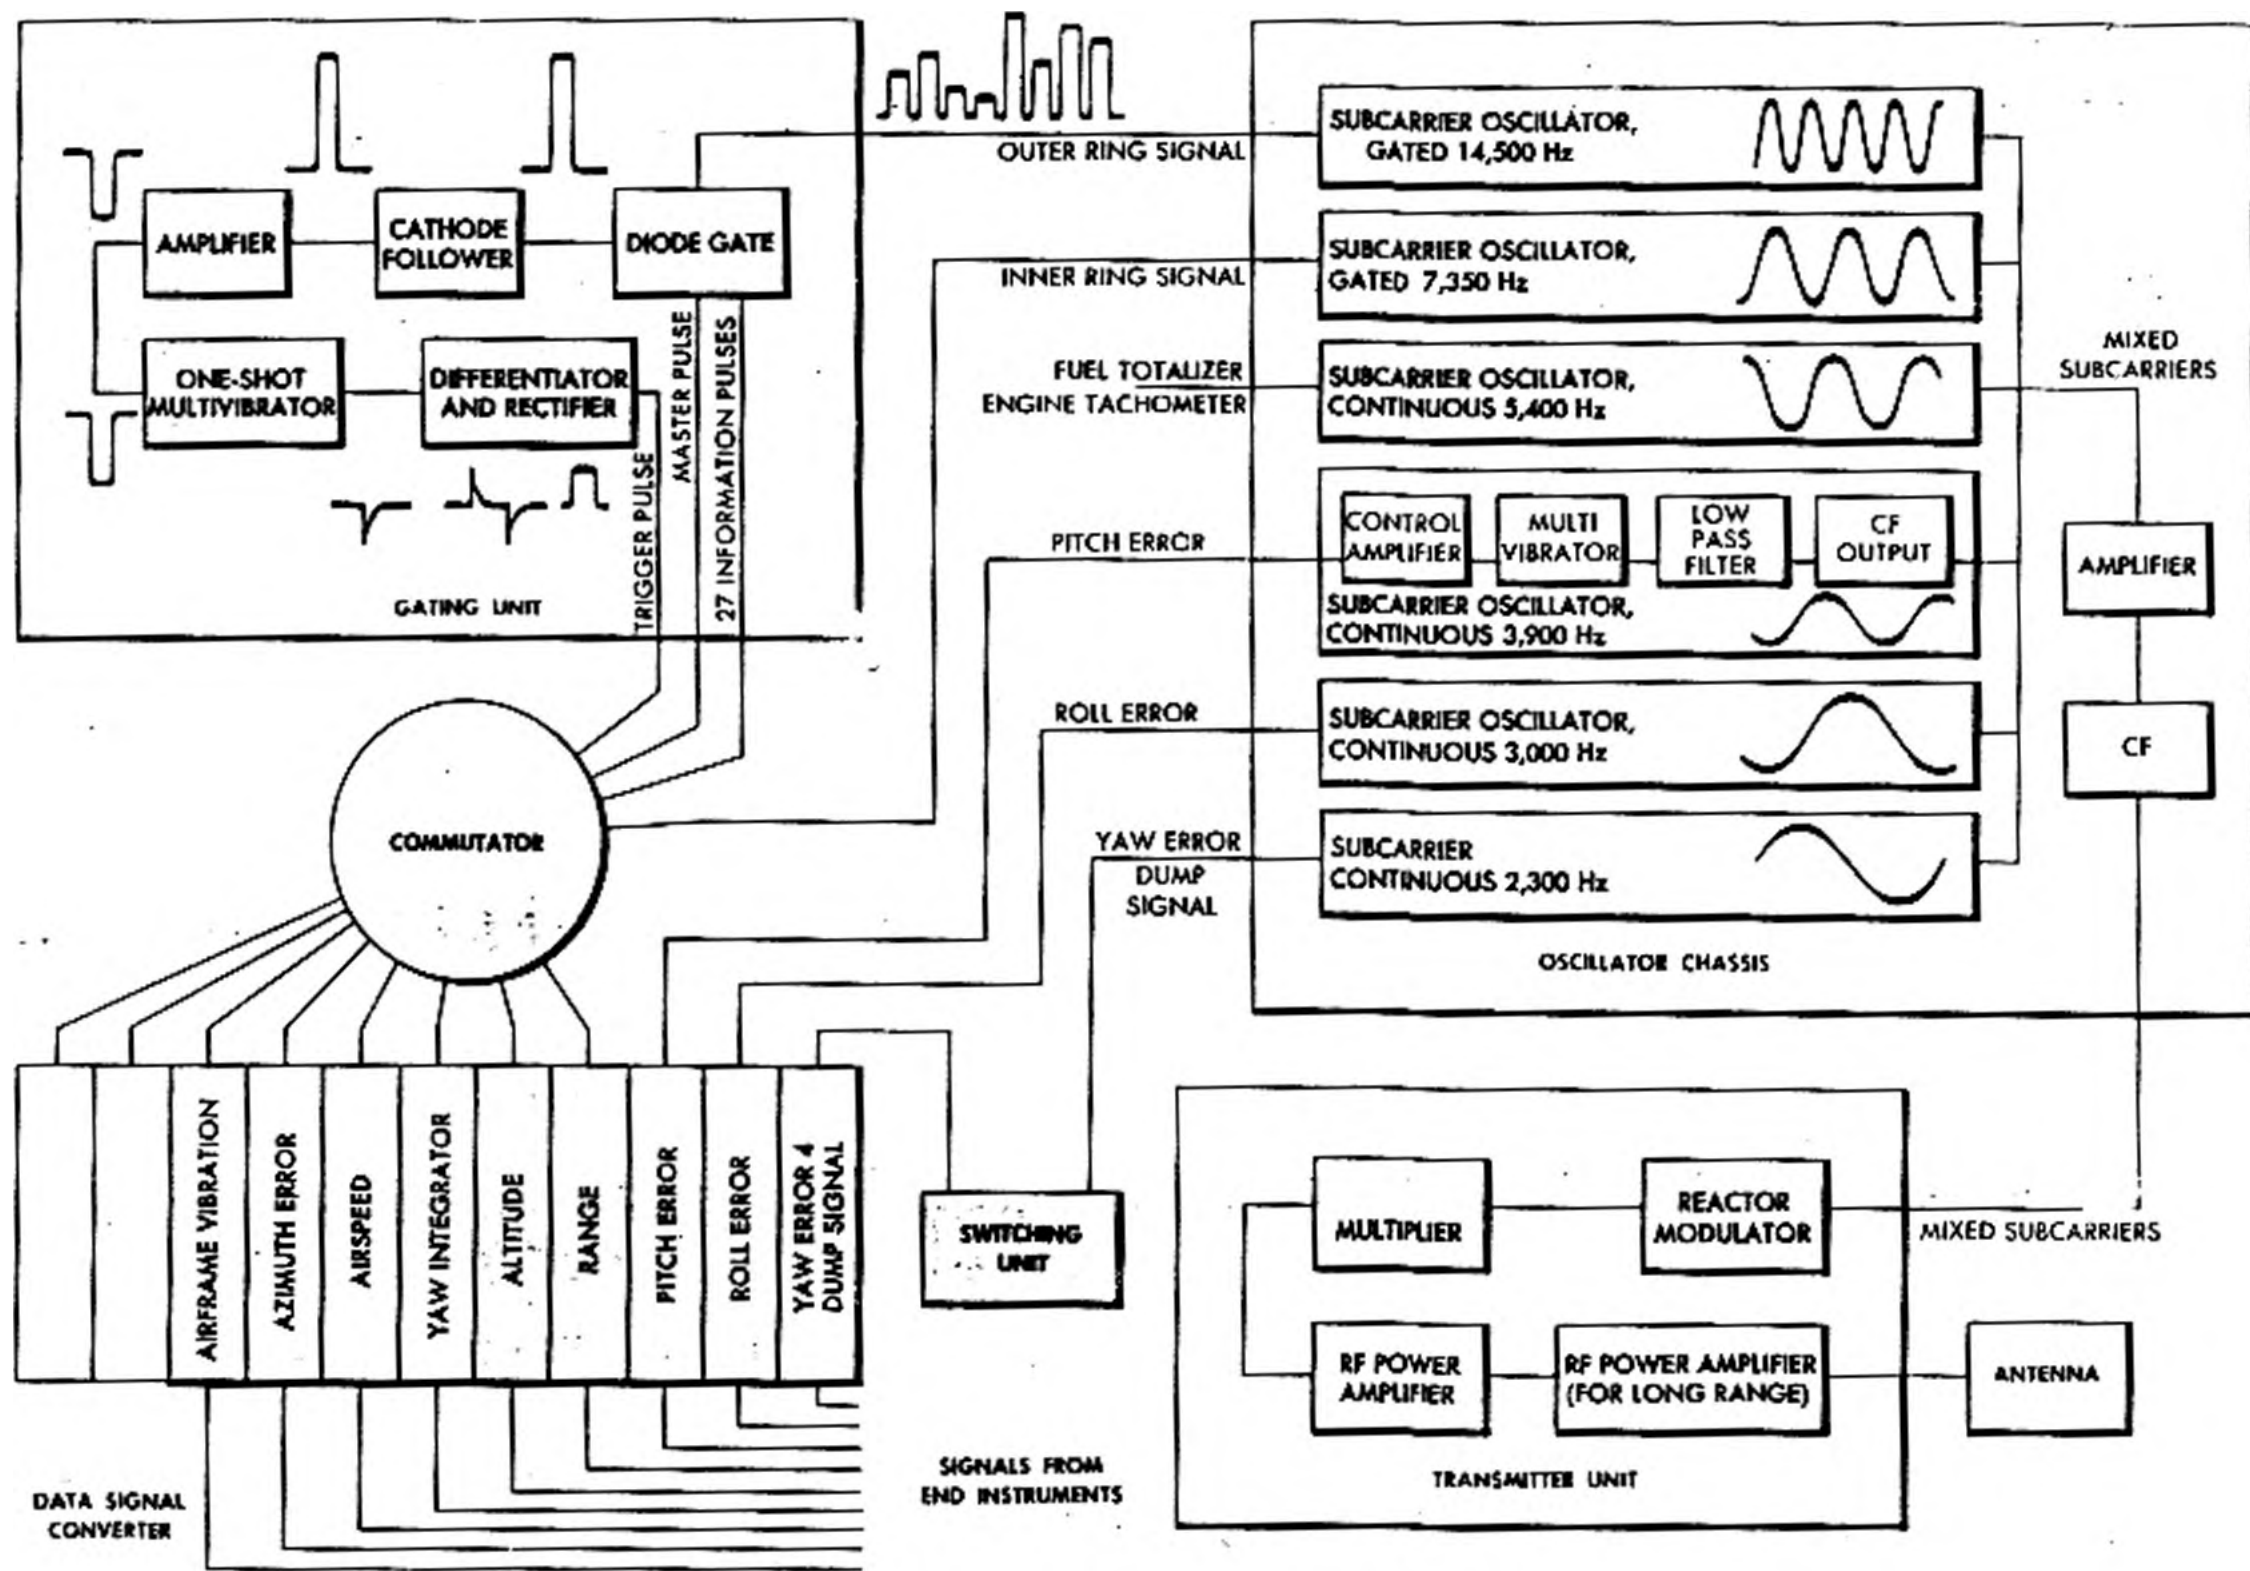 AMPLIFIER
CATHODE
FOLLOWER
DIODE GATE
ONE-SHOT
MULTIVIBRATOR
DIFFERENTIATOR
AND RECTIFIER
TRIGGER PULSE
MASTER PULSE
27 INFORMATION PULSES
GATING UNIT
OUTER RING SIGNAL
INNER RING SIGNAL
FUEL TOTALIZER
ENGINE TACHOMETER
PITCH ERROR
ROLL ERROR
YAW ERROR
DUMP
SIGNAL
SUBCARRIER OSCILLATOR,
GATED 14,500 Hz
SUBCARRIER OSCILLATOR,
GATED 7,350 Hz
SUBCARRIER OSCILLATOR,
CONTINUOUS 5,400 Hz
CONTROL
AMPLIFIER
MULTI
VIBRATOR
LOW
PASS
FILTER
CF
OUTPUT
SUBCARRIER OSCILLATOR,
CONTINUOUS 3,900 Hz
SUBCARRIER OSCILLATOR,
CONTINUOUS 3,000 Hz
SUBCARRIER
CONTINUOUS 2,300 Hz
OSCILLATOR CHASSIS
MIXED
SUBCARRIERS
AMPLIFIER
CF
COMMUTATOR
AIRFRAME VIBRATION
AZIMUTH ERROR
AIRSPEED
YAW INTEGRATOR
ALTITUDE
RANGE
PITCH ERROR
ROLL ERROR
YAW ERROR 4
DUMP SIGNAL
SWITCHING
UNIT
DATA SIGNAL
CONVERTER
SIGNALS FROM
END INSTRUMENTS
MULTIPLIER
REACTOR
MODULATOR
MIXED SUBCARRIERS
RF POWER
AMPLIFIER
RF POWER AMPLIFIER
(FOR LONG RANGE)
ANTENNA
TRANSMITTER UNIT